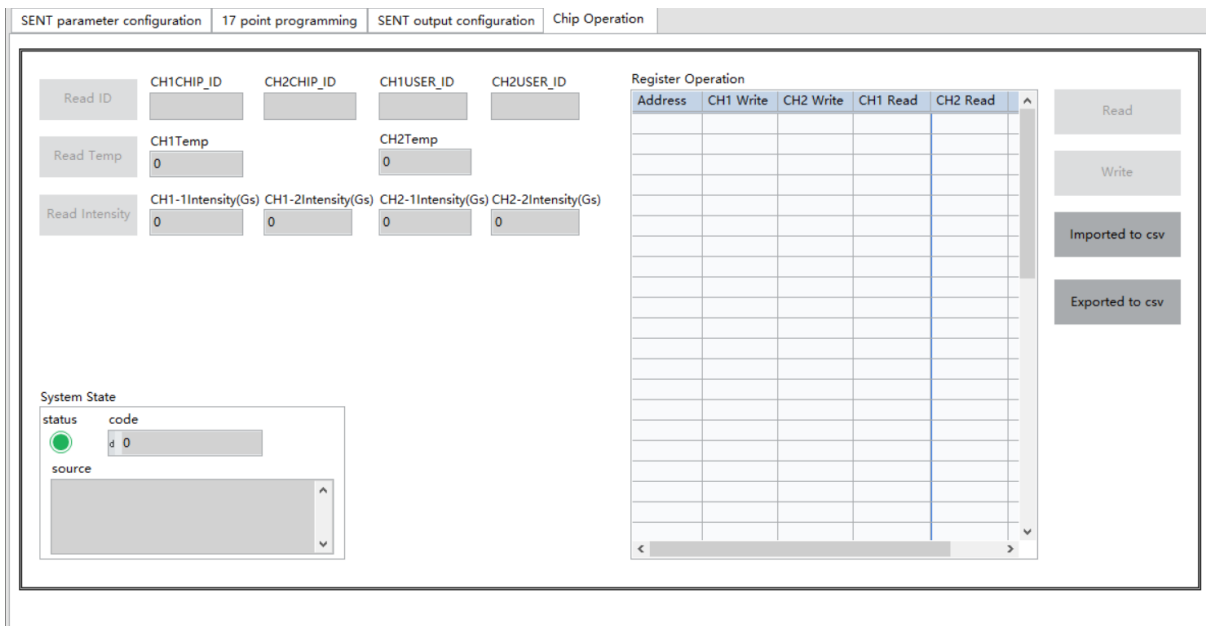 SENT parameter configuration 17 point programming SENT output configuration Chip Operation
CH1CHIP_ID CH2CHIP_ID CH1USER_ID CH2USER_ID
Read ID
CH1Temp CH2Temp
Read Temp 0 0
CH1-1Intensity(Gs) CH1-2Intensity(Gs) CH2-1Intensity(Gs) CH2-2Intensity(Gs)
Read Intensity 0 0 0 0
System State
status code
d 0
source
Register Operation
Address CH1 Write CH2 Write CH1 Read CH2 Read
Read
Write
Imported to csv
Exported to csv